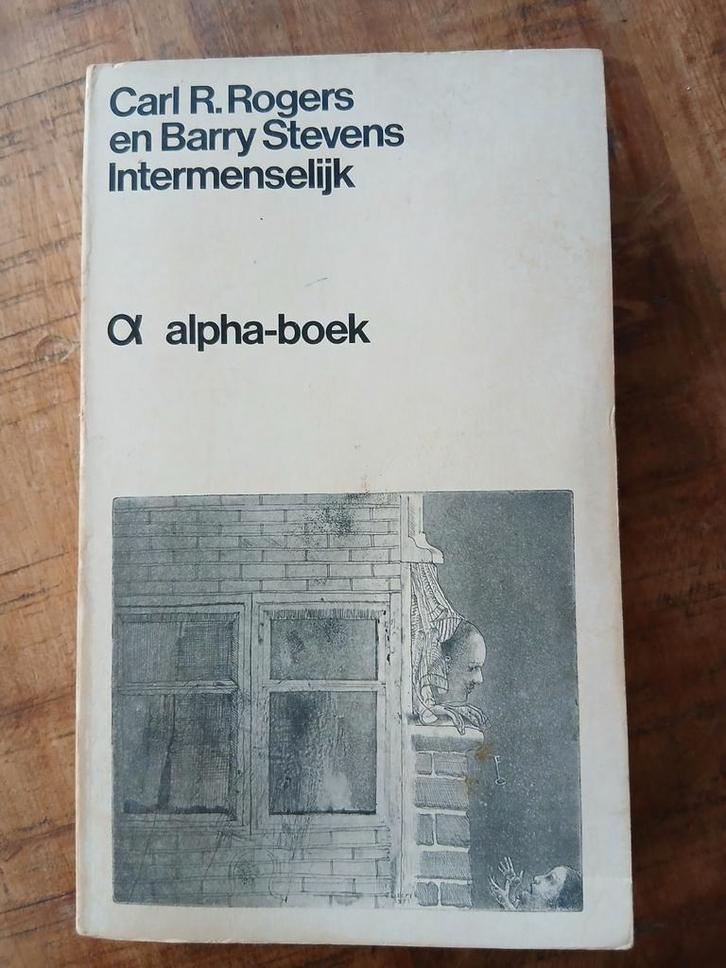 Carl R. Rogers
en Barry Stevens
Intermenselijk
α alpha-boek